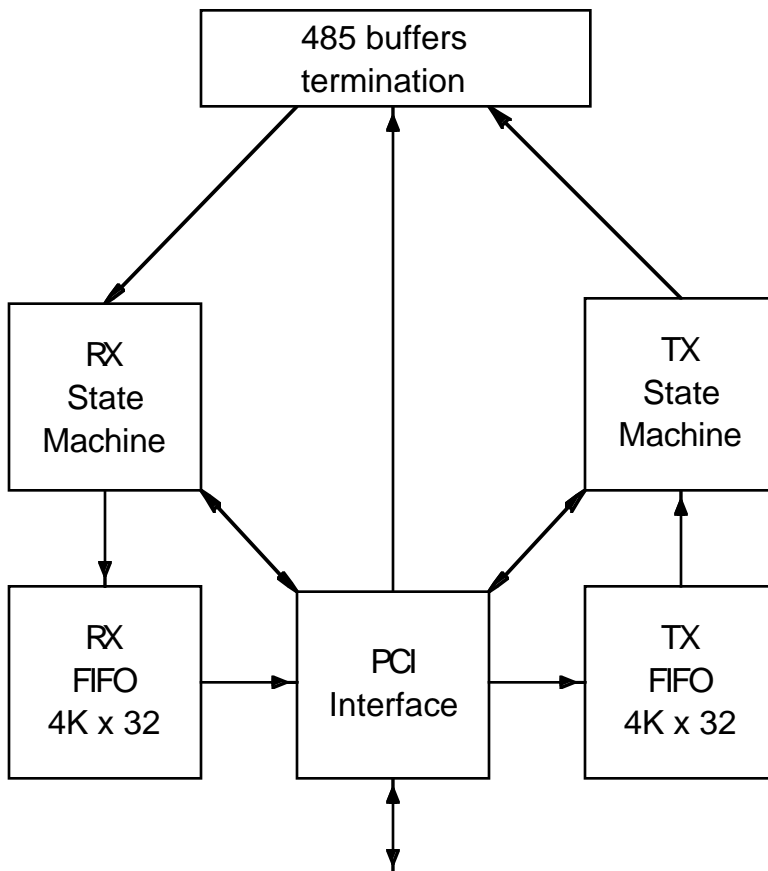 485 buffers
termination
RX
State
Machine
TX
State
Machine
RX
FIFO
4K x 32
PCI
Interface
TX
FIFO
4K x 32